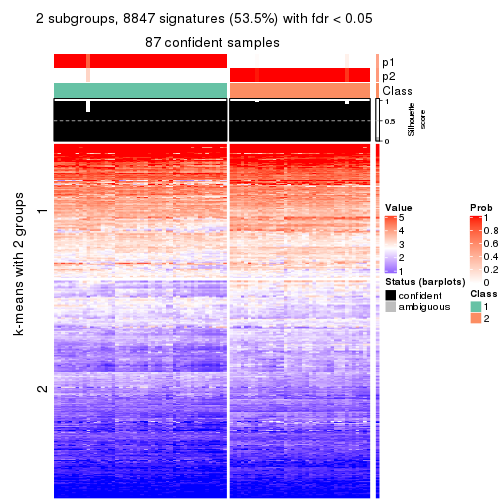 2 subgroups, 8847 signatures (53.5%) with fdr < 0.05
87 confident samples
p1
p2
Class
1
0.5
0
Silhouette
score
k-means with 2 groups
1
2
Value
5
4
3
2
1
Status (barplots)
confident
ambiguous
Prob
1
0.8
0.6
0.4
0.2
0
Class
1
2